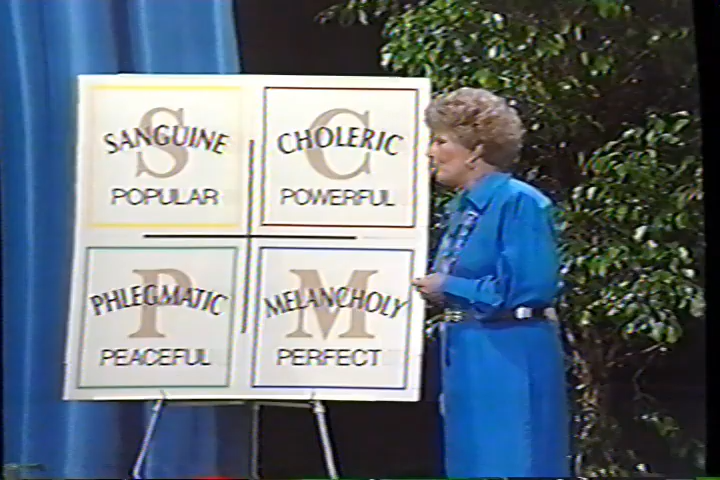 S
SANGUINE
POPULAR
C
CHOLERIC
POWERFUL
P
PHLEGMATIC
PEACEFUL
M
MELANCHOLY
PERFECT